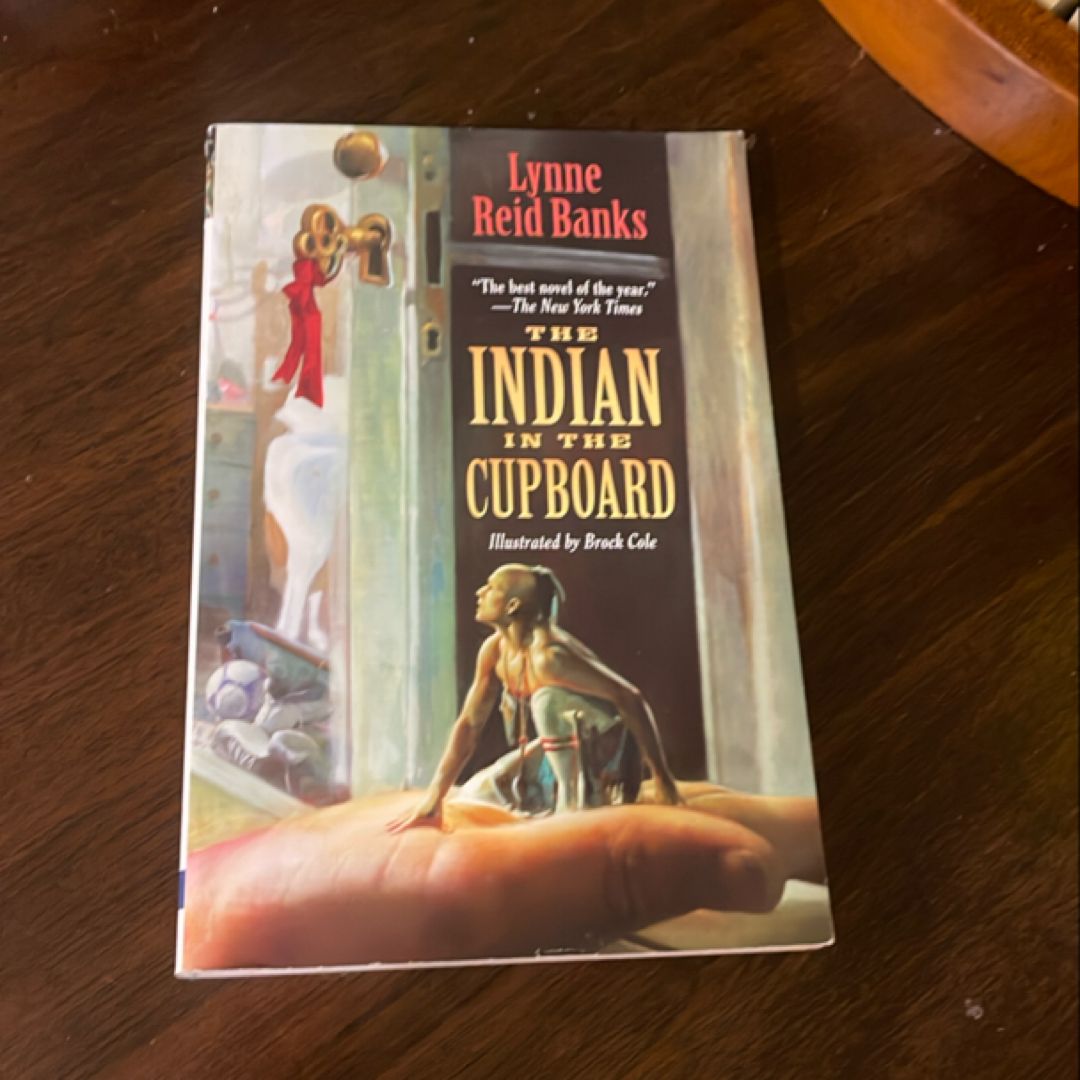 Lynne
Reid Banks
“The best novel of the year.”
—The New York Times
THE
INDIAN
IN THE
CUPBOARD
Illustrated by Brock Cole